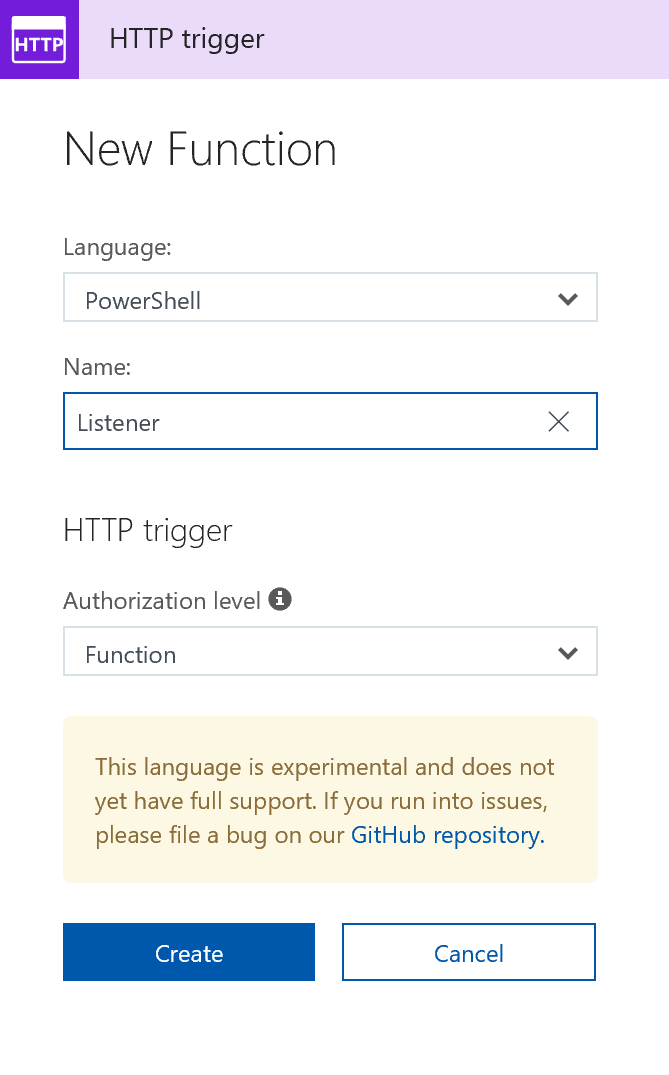 HTTP
HTTP trigger
New Function
Language:
PowerShell
Name:
Listener
HTTP trigger
Authorization level
Function
This language is experimental and does not
yet have full support. If you run into issues,
please file a bug on our GitHub repository.
Create
Cancel